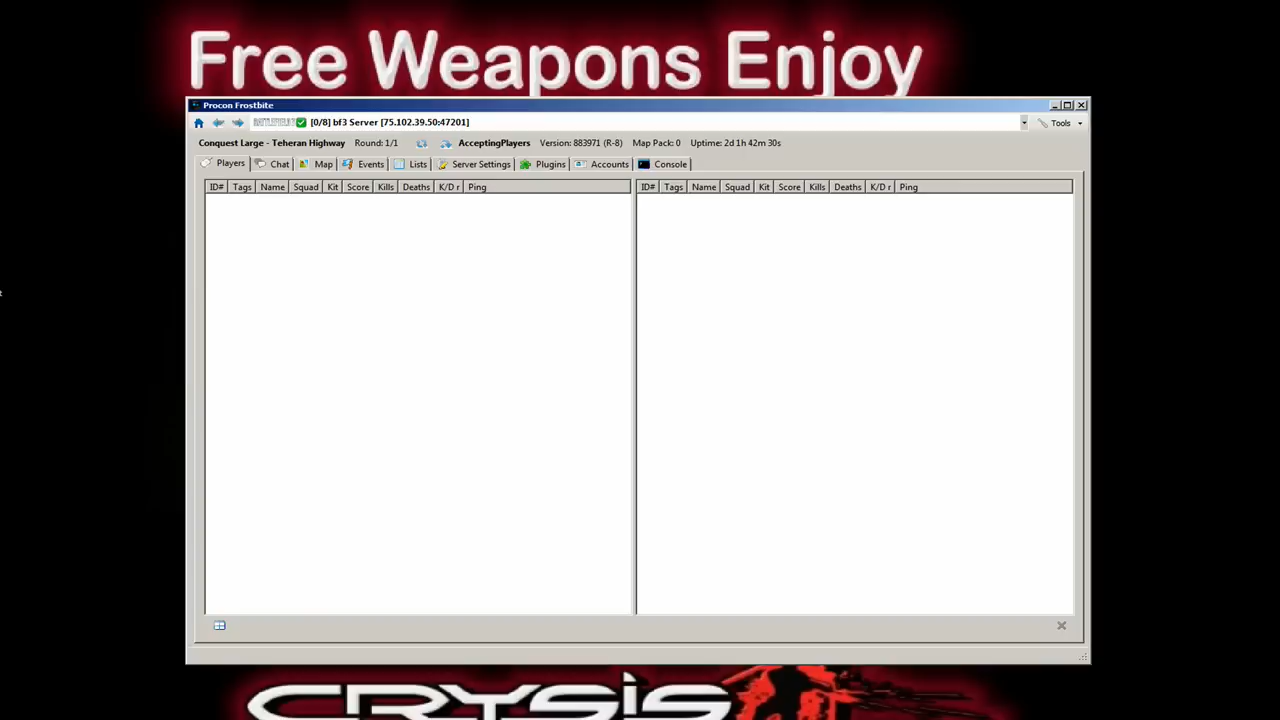 Free Weapons Enjoy
Procon Frostbite
[0/8] bf3 Server [75.102.39.50:47201]
Tools
Conquest Large - Teheran Highway Round: 1/1 AcceptingPlayers Version: 883971 (R-8) Map Pack: 0 Uptime: 2d 1h 42m 30s
Players Chat Map Events Lists Server Settings Plugins Accounts Console
ID# Tags Name Squad Kit Score Kills Deaths K/D r Ping
ID# Tags Name Squad Kit Score Kills Deaths K/D r Ping
CRYSIS